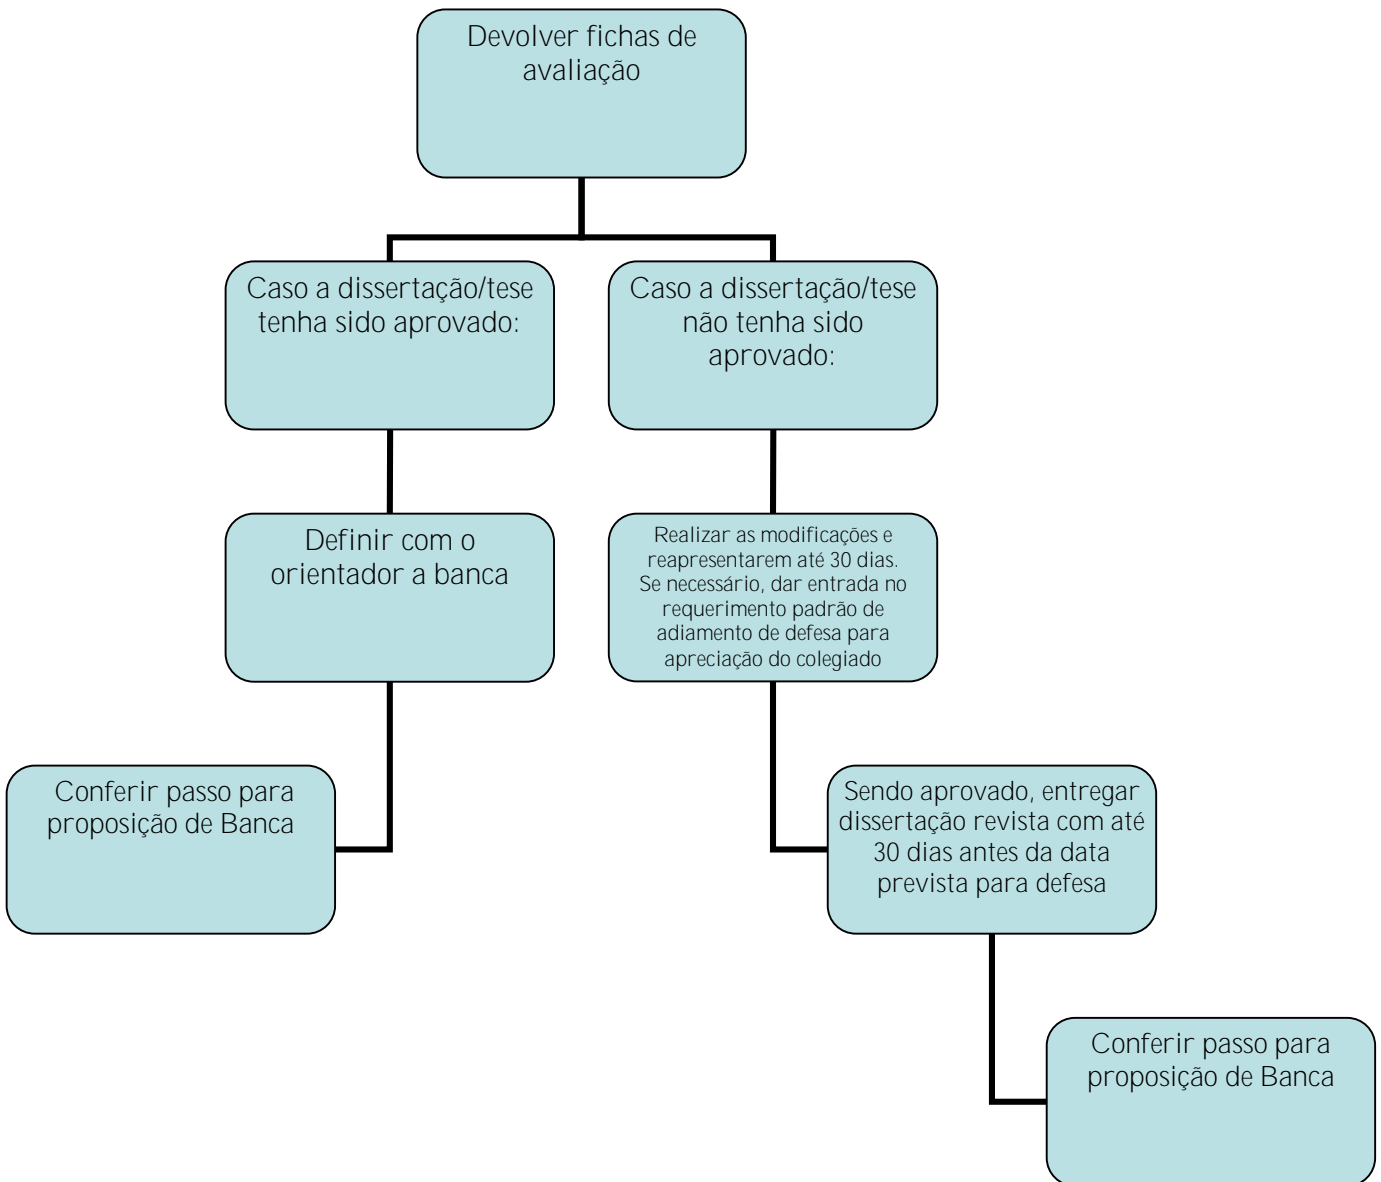 Devolver fichas de
avaliação
Caso a dissertação/tese
tenha sido aprovado:
Caso a dissertação/tese
não tenha sido
aprovado:
Definir com o
orientador a banca
Realizar as modificações e
reapresentarem até 30 dias.
Se necessário, dar entrada no
requerimento padrão de
adiamento de defesa para
apreciação do colegiado
Conferir passo para
proposição de Banca
Sendo aprovado, entregar
dissertação revista com até
30 dias antes da data
prevista para defesa
Conferir passo para
proposição de Banca